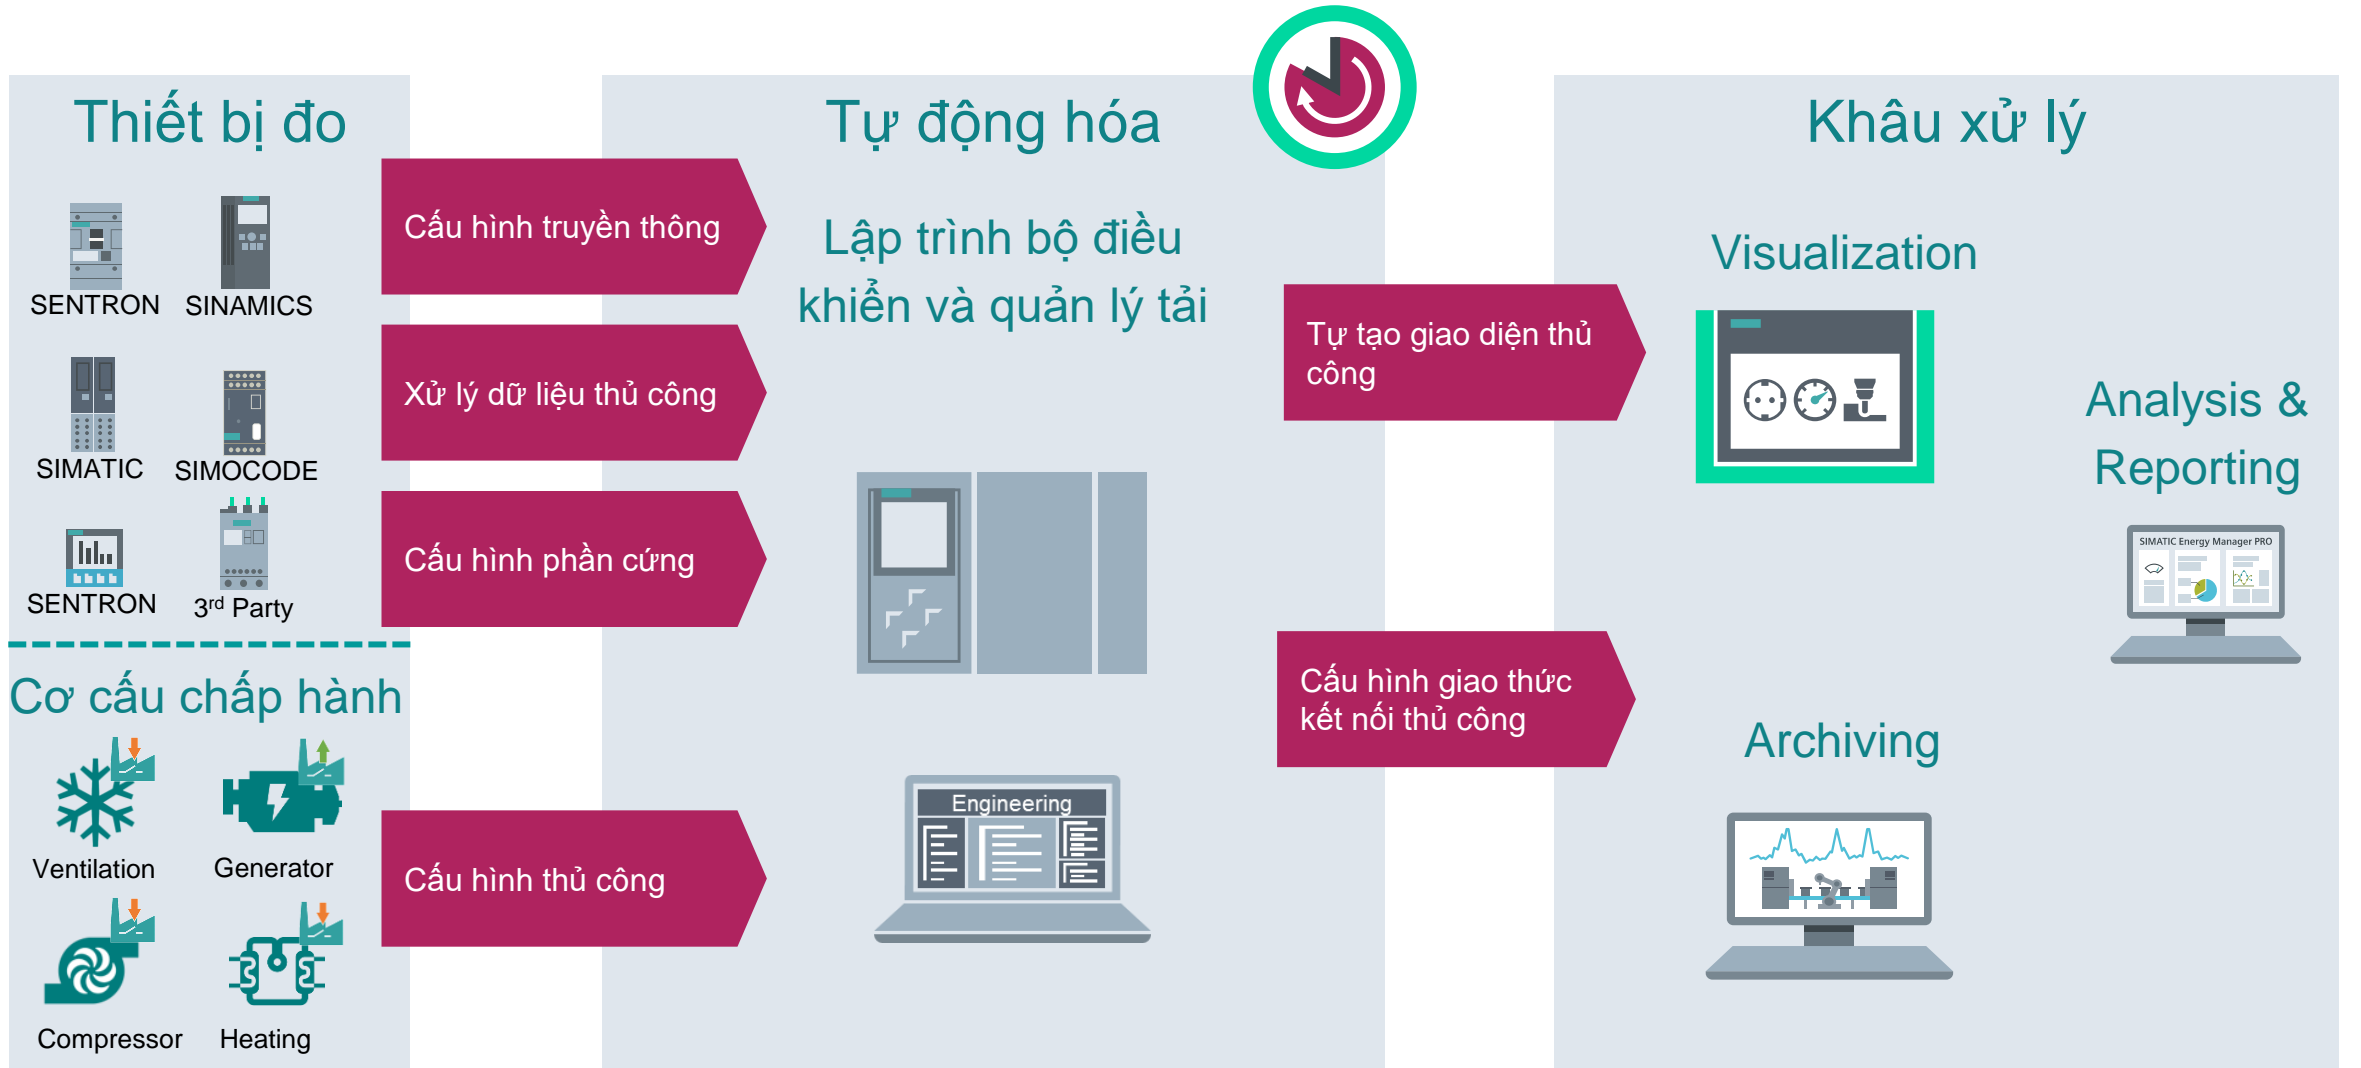 Thiết bị đo
SENTRON
SINAMICS
SIMATIC
SIMOCODE
SENTRON
3rd Party
Cơ cấu chấp hành
Ventilation
Generator
Compressor
Heating
Cấu hình truyền thông
Xử lý dữ liệu thủ công
Cấu hình phần cứng
Cấu hình thủ công
Tự động hóa
Lập trình bộ điều
khiển và quản lý tải
Engineering
Tự tạo giao diện thủ
công
Cấu hình giao thức
kết nối thủ công
Khâu xử lý
Visualization
Analysis &
Reporting
SIMATIC Energy Manager PRO
Archiving